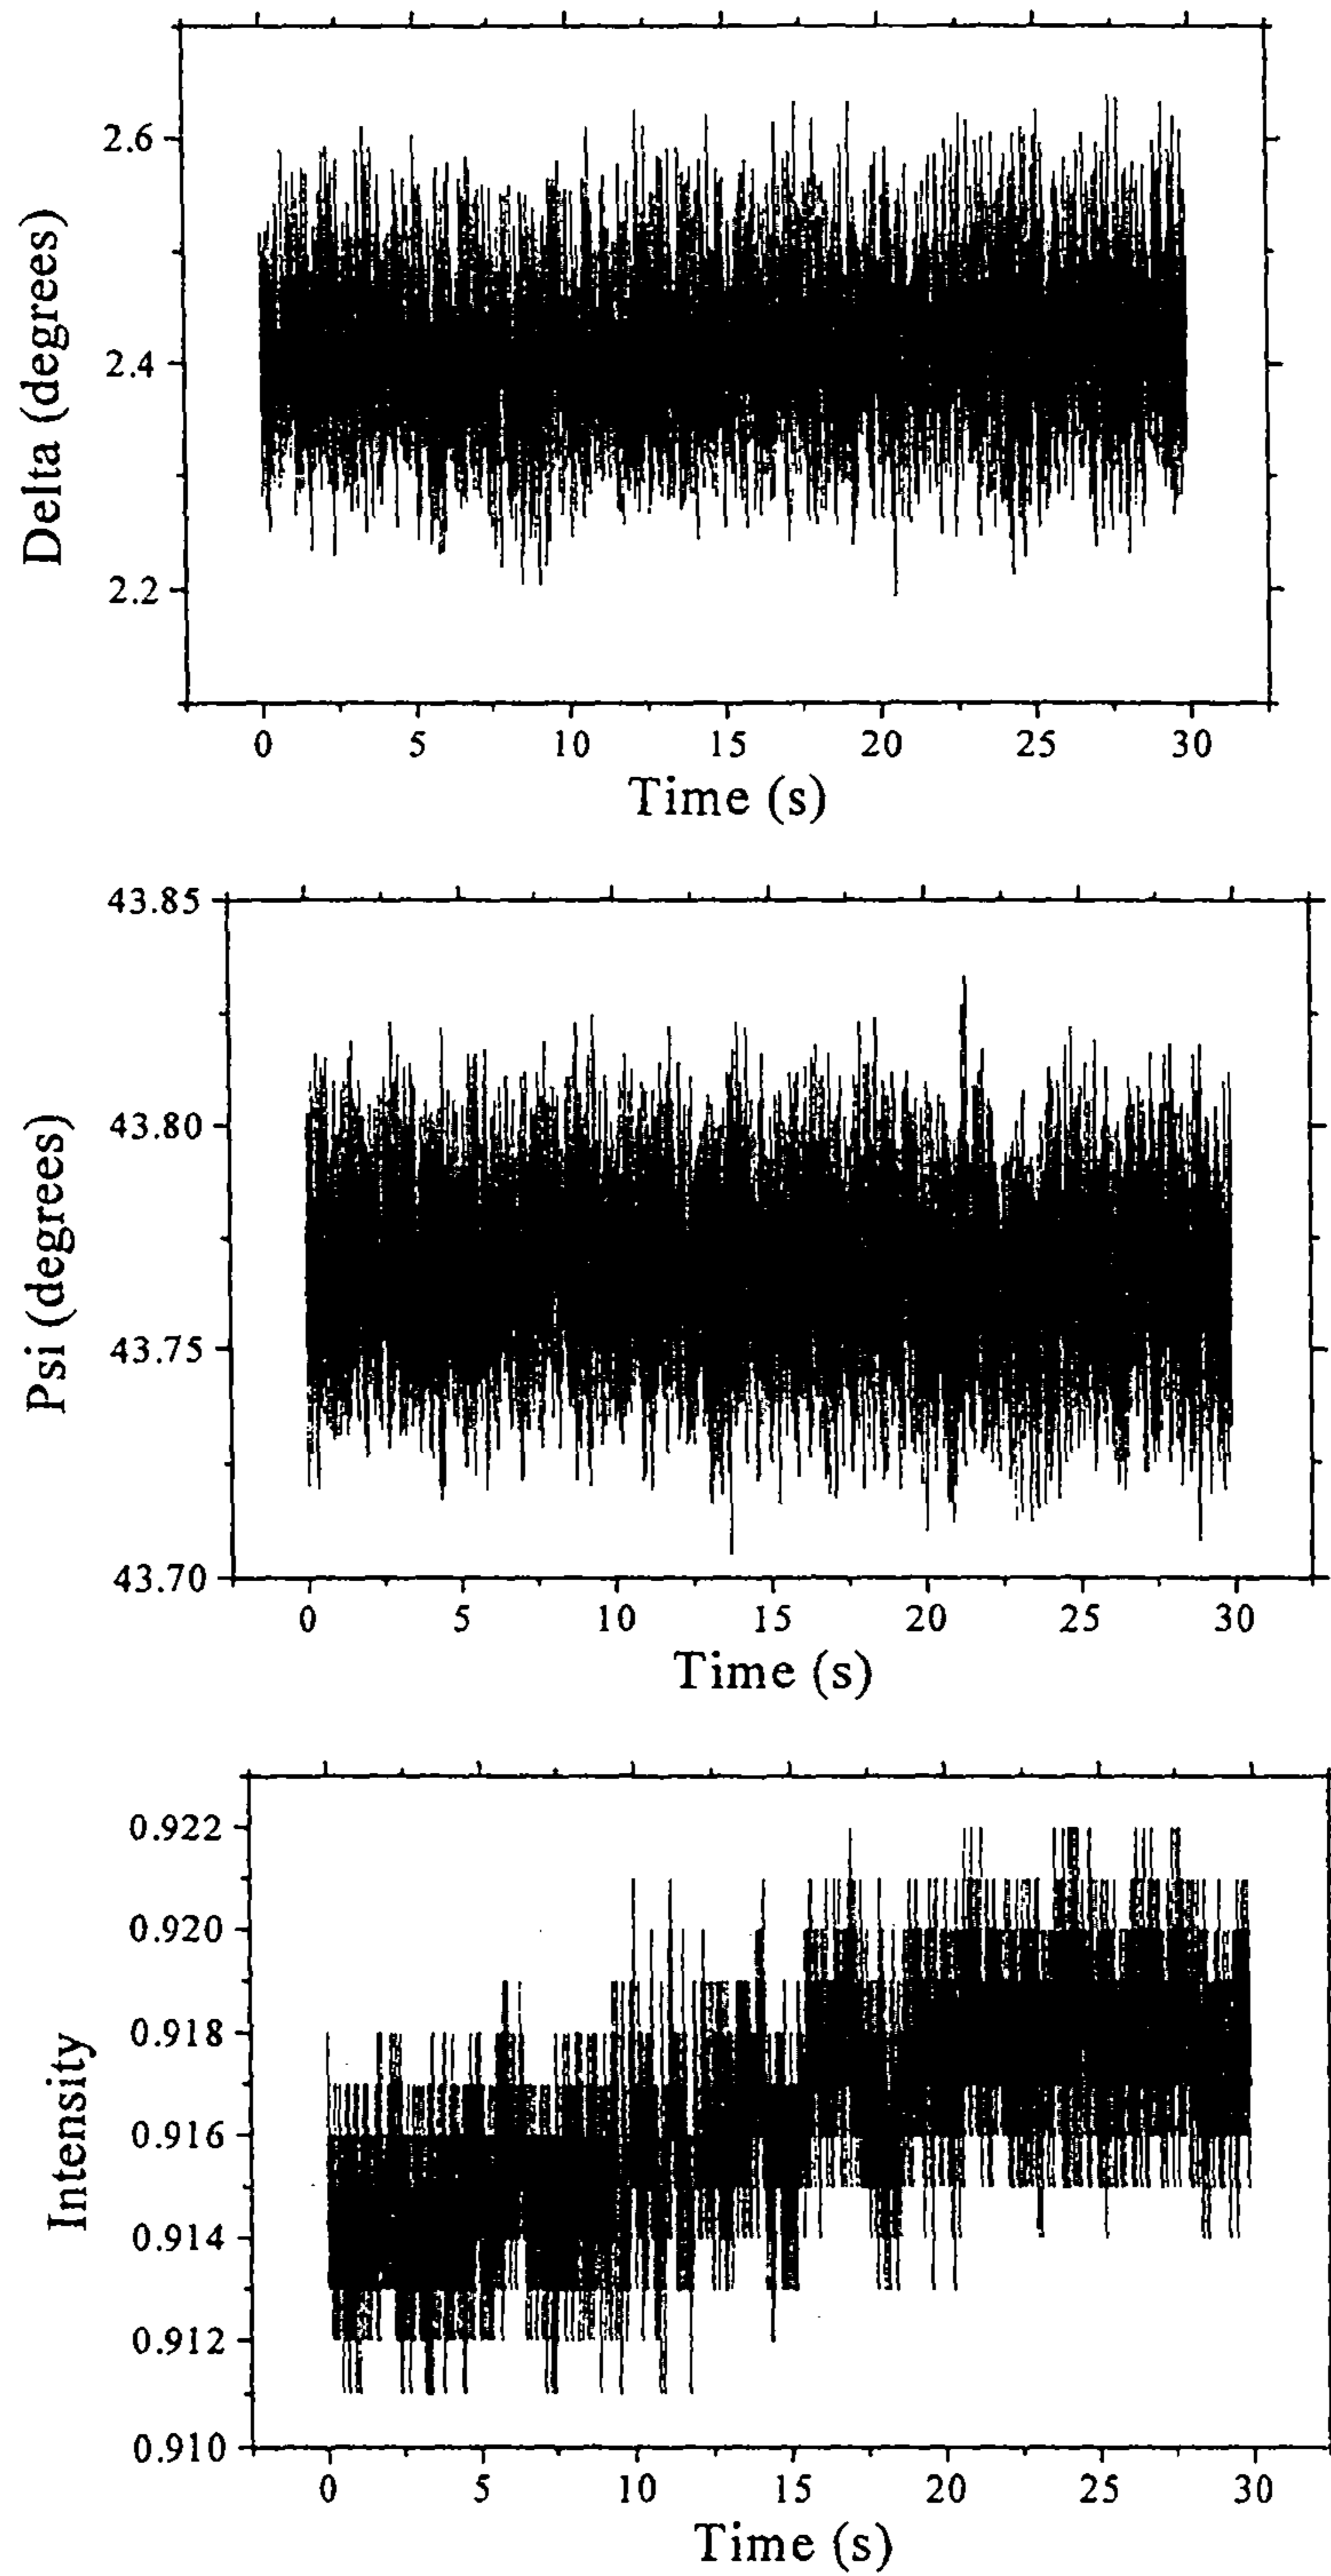 Delta (degrees)
2.6
2.4
2.2
0 5 10 15 20 25 30
Time (s)
Psi (degrees)
43.85
43.80
43.75
43.70
0 5 10 15 20 25 30
Time (s)
Intensity
0.922
0.920
0.918
0.916
0.914
0.912
0.910
0 5 10 15 20 25 30
Time (s)